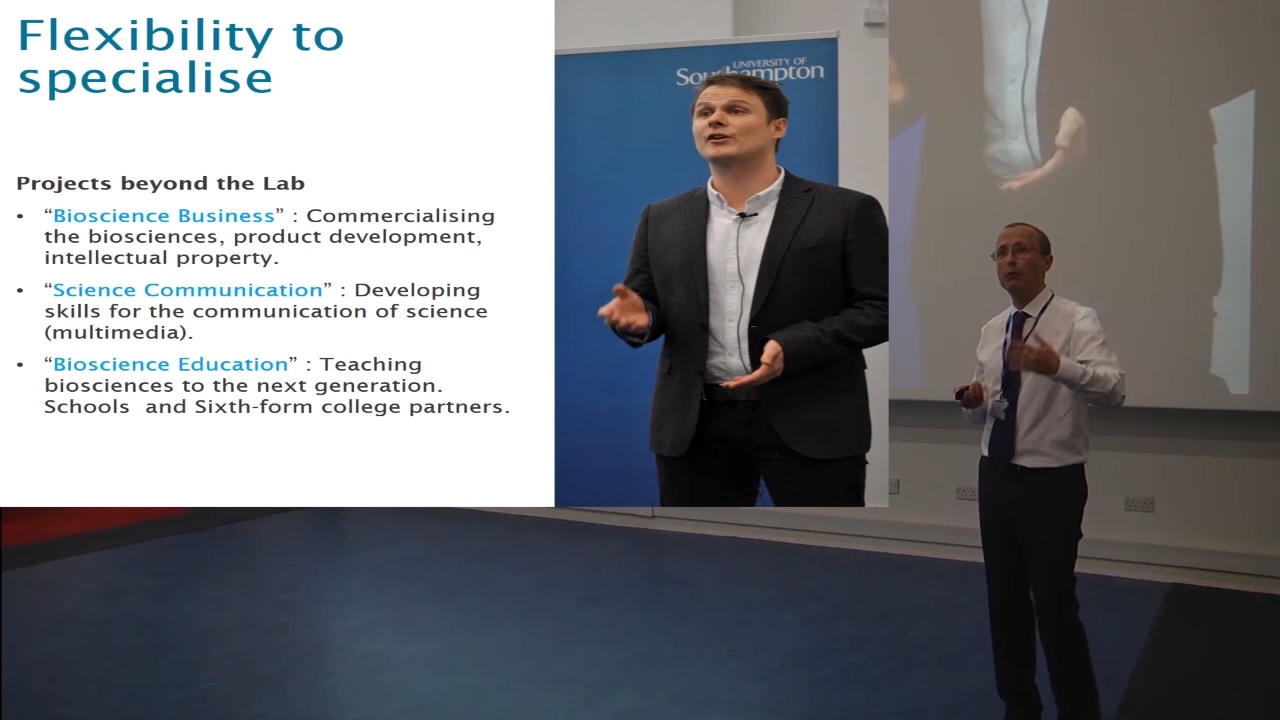 Flexibility to
specialise
Projects beyond the Lab
• “Bioscience Business” : Commercialising
the biosciences, product development,
intellectual property.
• “Science Communication” : Developing
skills for the communication of science
(multimedia).
• “Bioscience Education” : Teaching
biosciences to the next generation.
Schools and Sixth-form college partners.
UNIVERSITY OF
Southampton